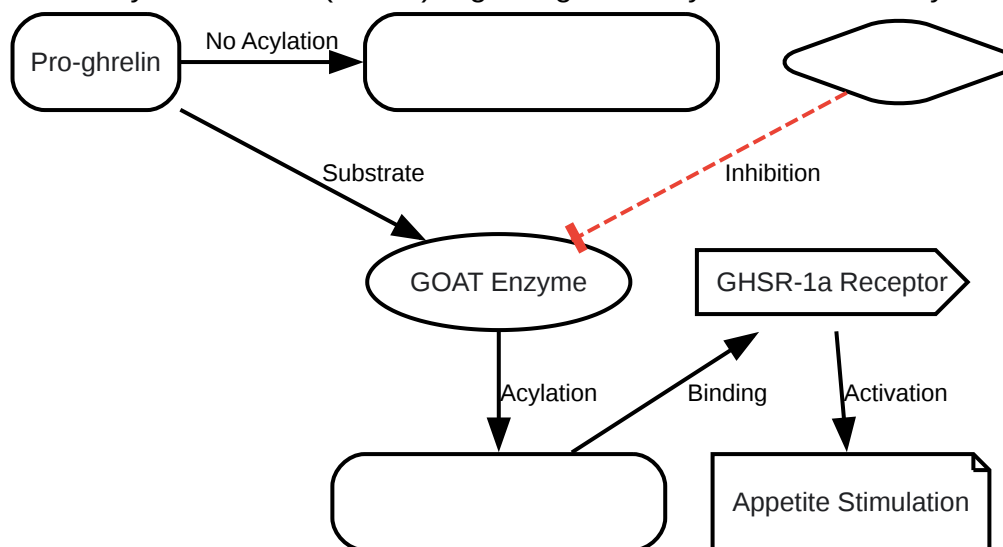 No Acylation
Pro-ghrelin
Substrate
Inhibition
GOAT Enzyme
GHSR-1a Receptor
Acylation
Binding
Activation
Appetite Stimulation